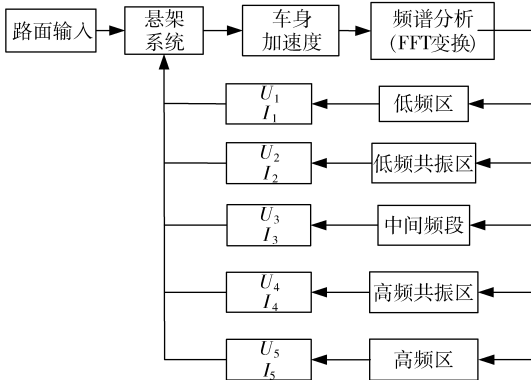 路面输入
悬架
系统
车身
加速度
频谱分析
(FFT变换)
U1
I1
低频区
U2
I2
低频共振区
U3
I3
中间频段
U4
I4
高频共振区
U5
I5
高频区